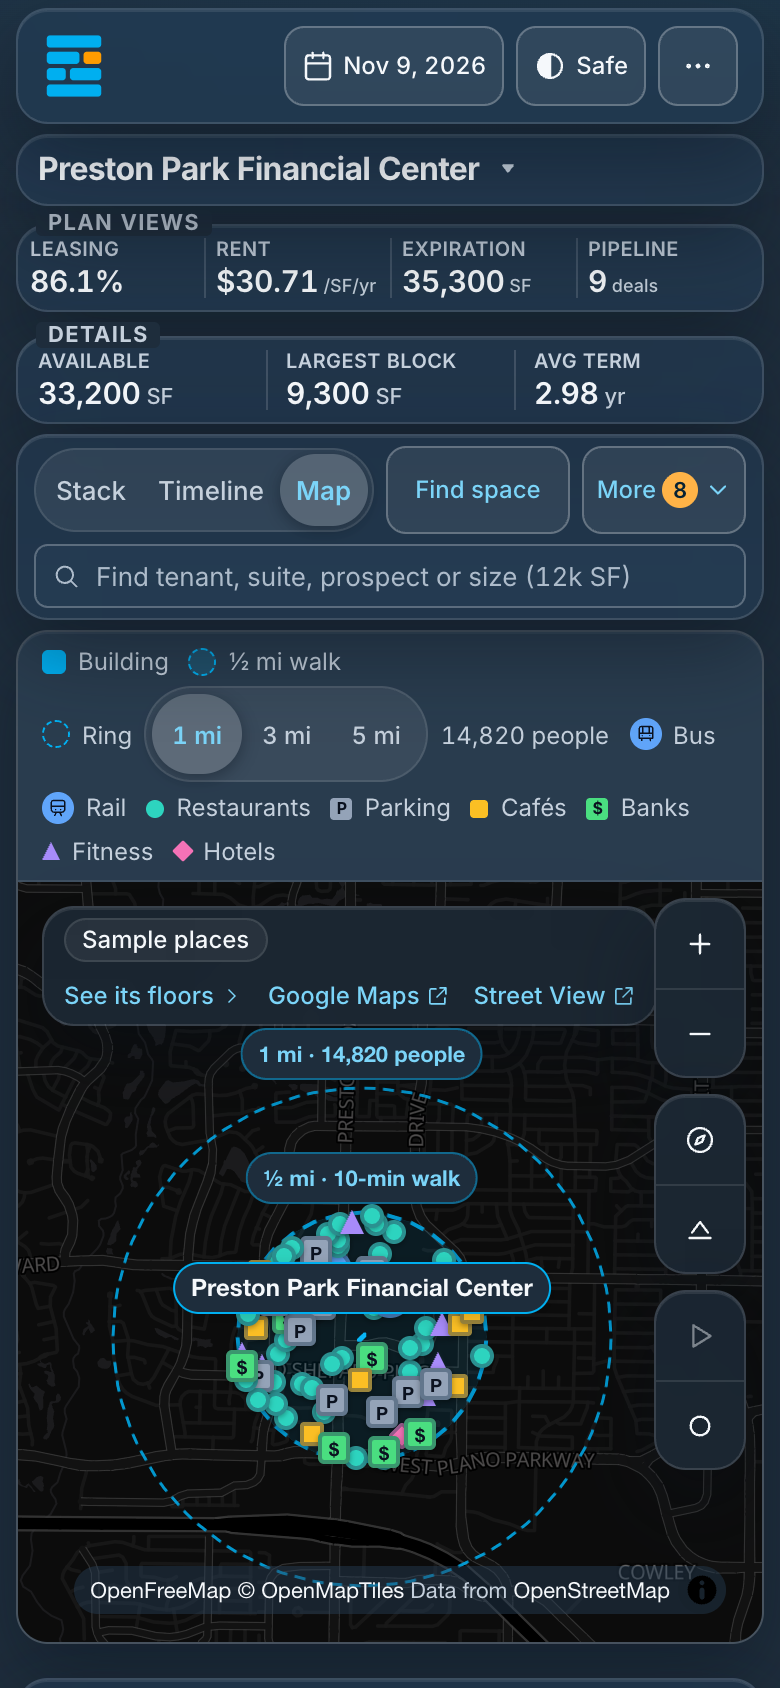 Nov 9, 2026
Safe
Preston Park Financial Center
PLAN VIEWS
LEASING RENT EXPIRATION PIPELINE
86.1% $30.71 /SF/yr 35,300 SF 9 deals
DETAILS
AVAILABLE LARGEST BLOCK AVG TERM
33,200 SF 9,300 SF 2.98 yr
Stack Timeline Map Find space More 8
Find tenant, suite, prospect or size (12k SF)
Building ½ mi walk
Ring 1 mi 3 mi 5 mi 14,820 people Bus
Rail Restaurants P Parking Cafés $ Banks
Fitness Hotels
Sample places
See its floors Google Maps Street View
1 mi · 14,820 people
DRIVE
½ mi · 10-min walk
P
Preston Park Financial Center
P
$
$
P
P
P
P
P
$
$
$
PLANO PARKWAY
COWLEY
OpenFreeMap © OpenMapTiles Data from OpenStreetMap